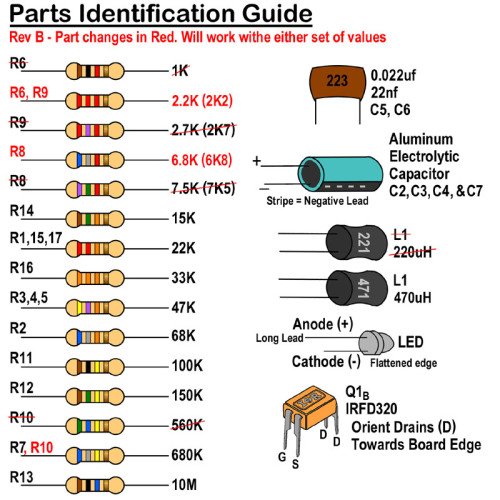 Parts Identification Guide
Rev B - Part changes in Red. Will work withe either set of values
R6 1K
R6, R9 2.2K (2K2)
R9 2.7K (2K7)
R8 6.8K (6K8)
R8 7.5K (7K5)
R14 15K
R1,15,17 22K
R16 33K
R3,4,5 47K
R2 68K
R11 100K
R12 150K
R10 560K
R7, R10 680K
R13 10M
223
0.022uf
22nf
C5, C6
Aluminum
Electrolytic
Capacitor
C2,C3, C4, &C7
+
–
Stripe = Negative Lead
221
L1
220uH
471
L1
470uH
Anode (+)
Long Lead
LED
Cathode (-) Flattened edge
Q1B
IRFD320
Orient Drains (D)
Towards Board Edge
D D
G S